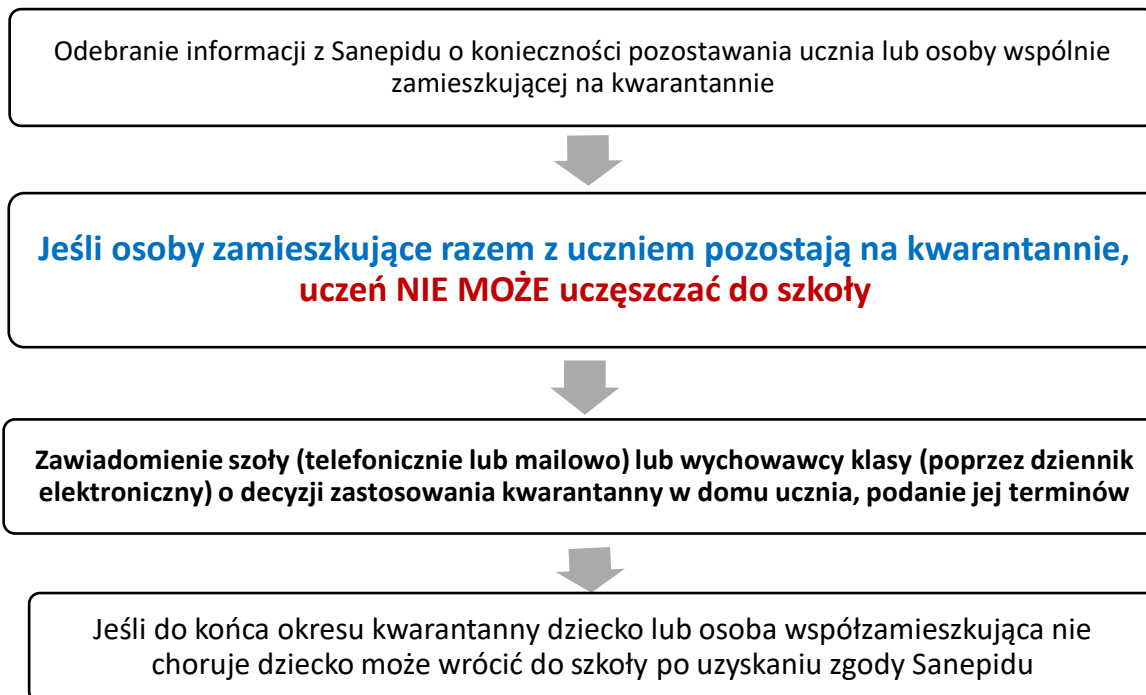 Odebranie informacji z Sanepidu o konieczności pozostawania ucznia lub osoby wspólnie
zamieszkującej na kwarantannie
Jeśli osoby zamieszkujące razem z uczniem pozostają na kwarantannie,
uczeń NIE MOŻE uczęszczać do szkoły
Zawiadomienie szoły (telefonicznie lub mailowo) lub wychowawcy klasy (poprzez dziennik
elektroniczny) o decyzji zastosowania kwarantanny w domu ucznia, podanie jej terminów
Jeśli do końca okresu kwarantanny dziecko lub osoba współzamieszkująca nie
choruje dziecko może wrócić do szkoły po uzyskaniu zgody Sanepidu